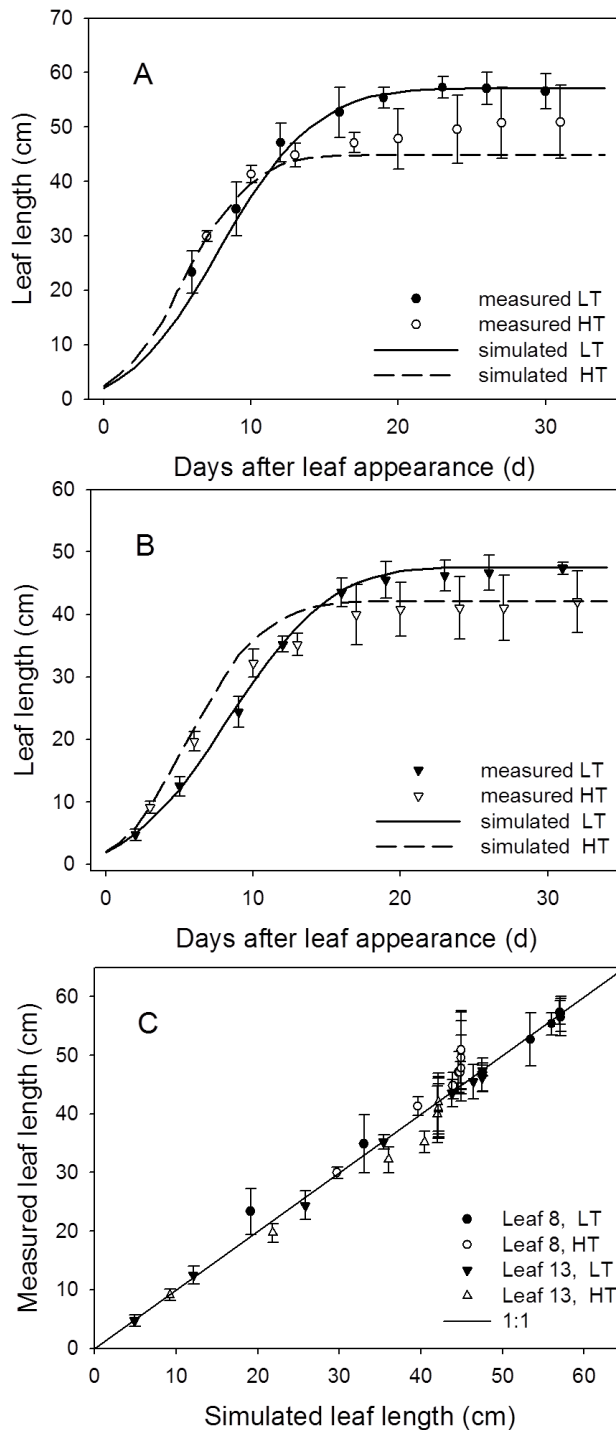 70
60
50
40
30
20
10
0
Leaf length (cm)
A
measured LT
measured HT
simulated LT
simulated HT
0 10 20 30
Days after leaf appearance (d)
60
50
40
30
20
10
0
Leaf length (cm)
B
measured LT
measured HT
simulated LT
simulated HT
0 10 20 30
Days after leaf appearance (d)
60
50
40
30
20
10
0
Measured leaf length (cm)
C
Leaf 8, LT
Leaf 8, HT
Leaf 13, LT
Leaf 13, HT
1:1
0 10 20 30 40 50 60
Simulated leaf length (cm)